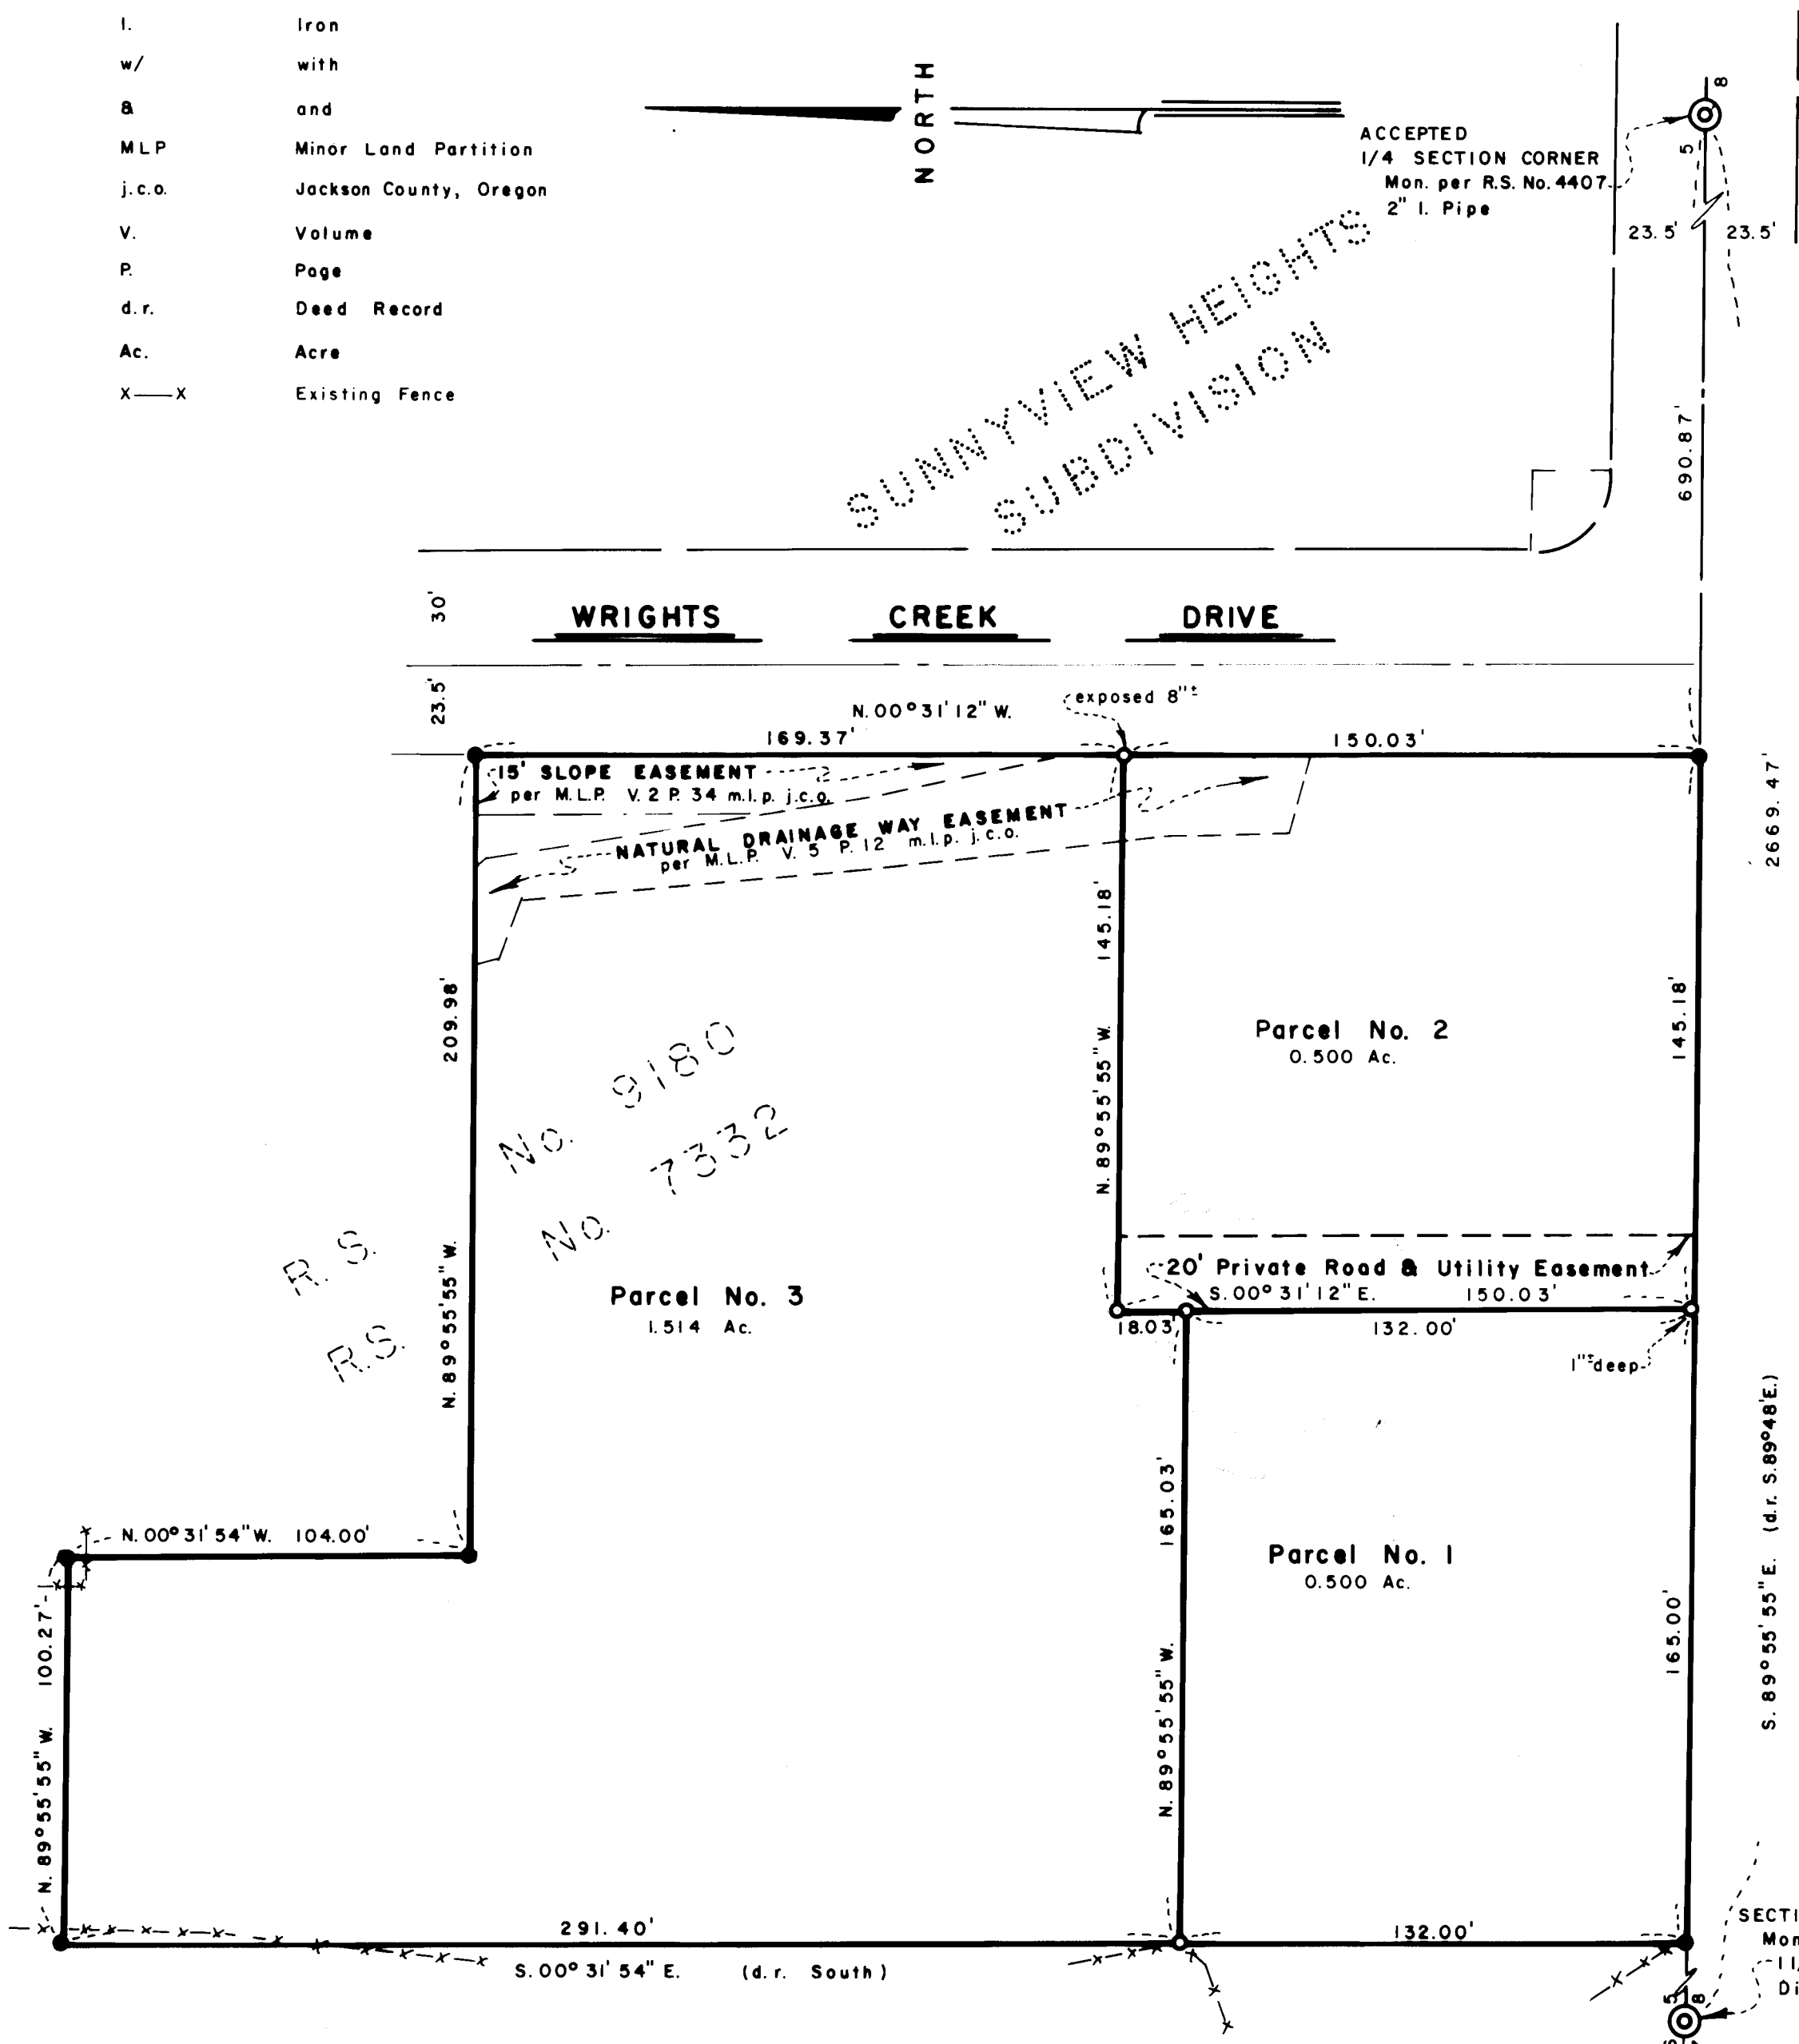 I. Iron
w/ with
& and
MLP Minor Land Partition
j.c.o. Jackson County, Oregon
V. Volume
P. Page
d.r. Deed Record
Ac. Acre
X—X Existing Fence
NORTH
ACCEPTED
1/4 SECTION CORNER
Mon. per R.S. No. 4407
2" I. Pipe
5
8
23.5'
23.5'
SUNNYVIEW HEIGHTS
SUBDIVISION
690.87'
30'
WRIGHTS CREEK DRIVE
23.5'
N. 00° 31' 12" W.
exposed 8"±
169.37'
150.03'
15' SLOPE EASEMENT
per M.L.P. V. 2 P. 34 m.l.p. j.c.o.
NATURAL DRAINAGE WAY EASEMENT
per M.L.P. V. 5 P. 12 m.l.p. j.c.o.
2669.47'
209.98'
N. 89° 55' 55" W.
145.18'
N. 89° 55' 55" W.
145.18'
Parcel No. 2
0.500 Ac.
R.S. No. 9180
R.S. No. 7332
20' Private Road & Utility Easement
S. 00° 31' 12" E. 150.03'
18.03'
132.00'
1"± deep
Parcel No. 3
1.514 Ac.
S. 89° 55' 55" E. (d.r. S. 89° 48' E.)
N. 00° 31' 54" W. 104.00'
165.03'
N. 89° 55' 55" W.
Parcel No. 1
0.500 Ac.
165.00'
N. 89° 55' 55" W. 100.27'
291.40'
S. 00° 31' 54" E. (d.r. South)
132.00'
SECTI
Mon
11/
Di
5
8